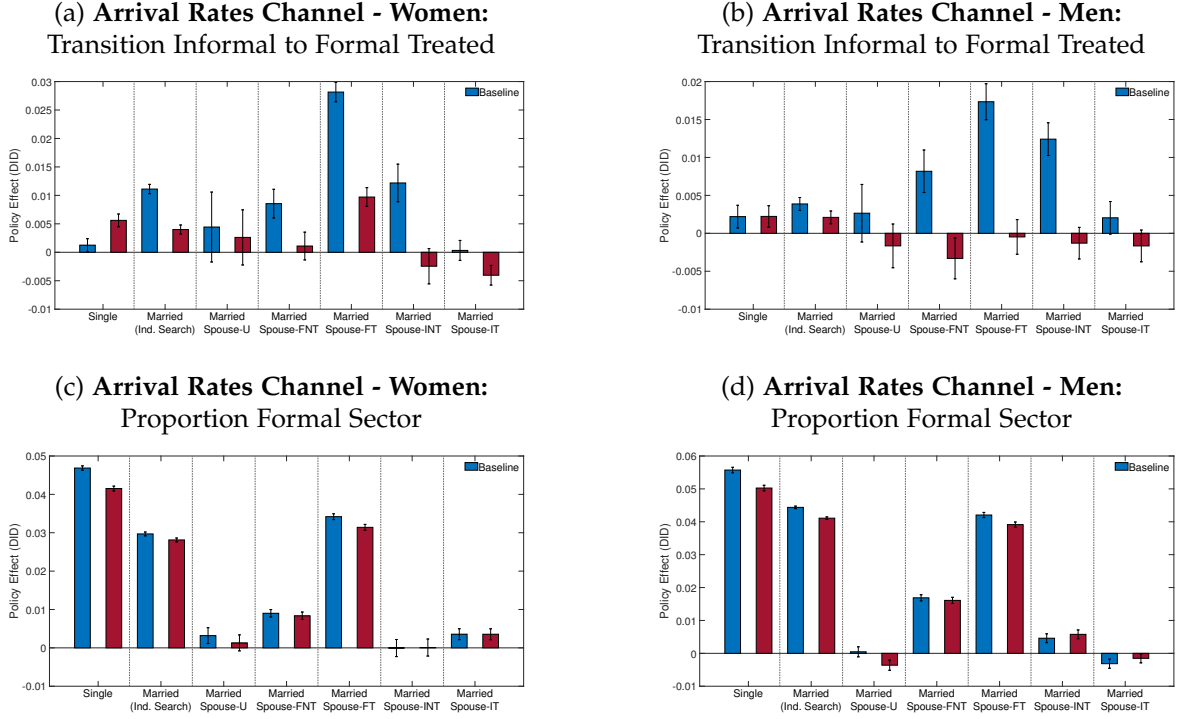 (a) Arrival Rates Channel - Women:
Transition Informal to Formal Treated
0.03
0.025
0.02
0.015
0.01
0.005
0
-0.005
-0.01
Policy Effect (DID)
Baseline
Single
Married
(Ind. Search)
Married
Spouse-U
Married
Spouse-FNT
Married
Spouse-FT
Married
Spouse-INT
Married
Spouse-IT
(b) Arrival Rates Channel - Men:
Transition Informal to Formal Treated
0.02
0.015
0.01
0.005
0
-0.005
-0.01
Policy Effect (DID)
Baseline
Single
Married
(Ind. Search)
Married
Spouse-U
Married
Spouse-FNT
Married
Spouse-FT
Married
Spouse-INT
Married
Spouse-IT
(c) Arrival Rates Channel - Women:
Proportion Formal Sector
0.05
0.04
0.03
0.02
0.01
0
-0.01
Policy Effect (DID)
Baseline
Single
Married
(Ind. Search)
Married
Spouse-U
Married
Spouse-FNT
Married
Spouse-FT
Married
Spouse-INT
Married
Spouse-IT
(d) Arrival Rates Channel - Men:
Proportion Formal Sector
0.06
0.05
0.04
0.03
0.02
0.01
0
-0.01
Policy Effect (DID)
Baseline
Single
Married
(Ind. Search)
Married
Spouse-U
Married
Spouse-FNT
Married
Spouse-FT
Married
Spouse-INT
Married
Spouse-IT